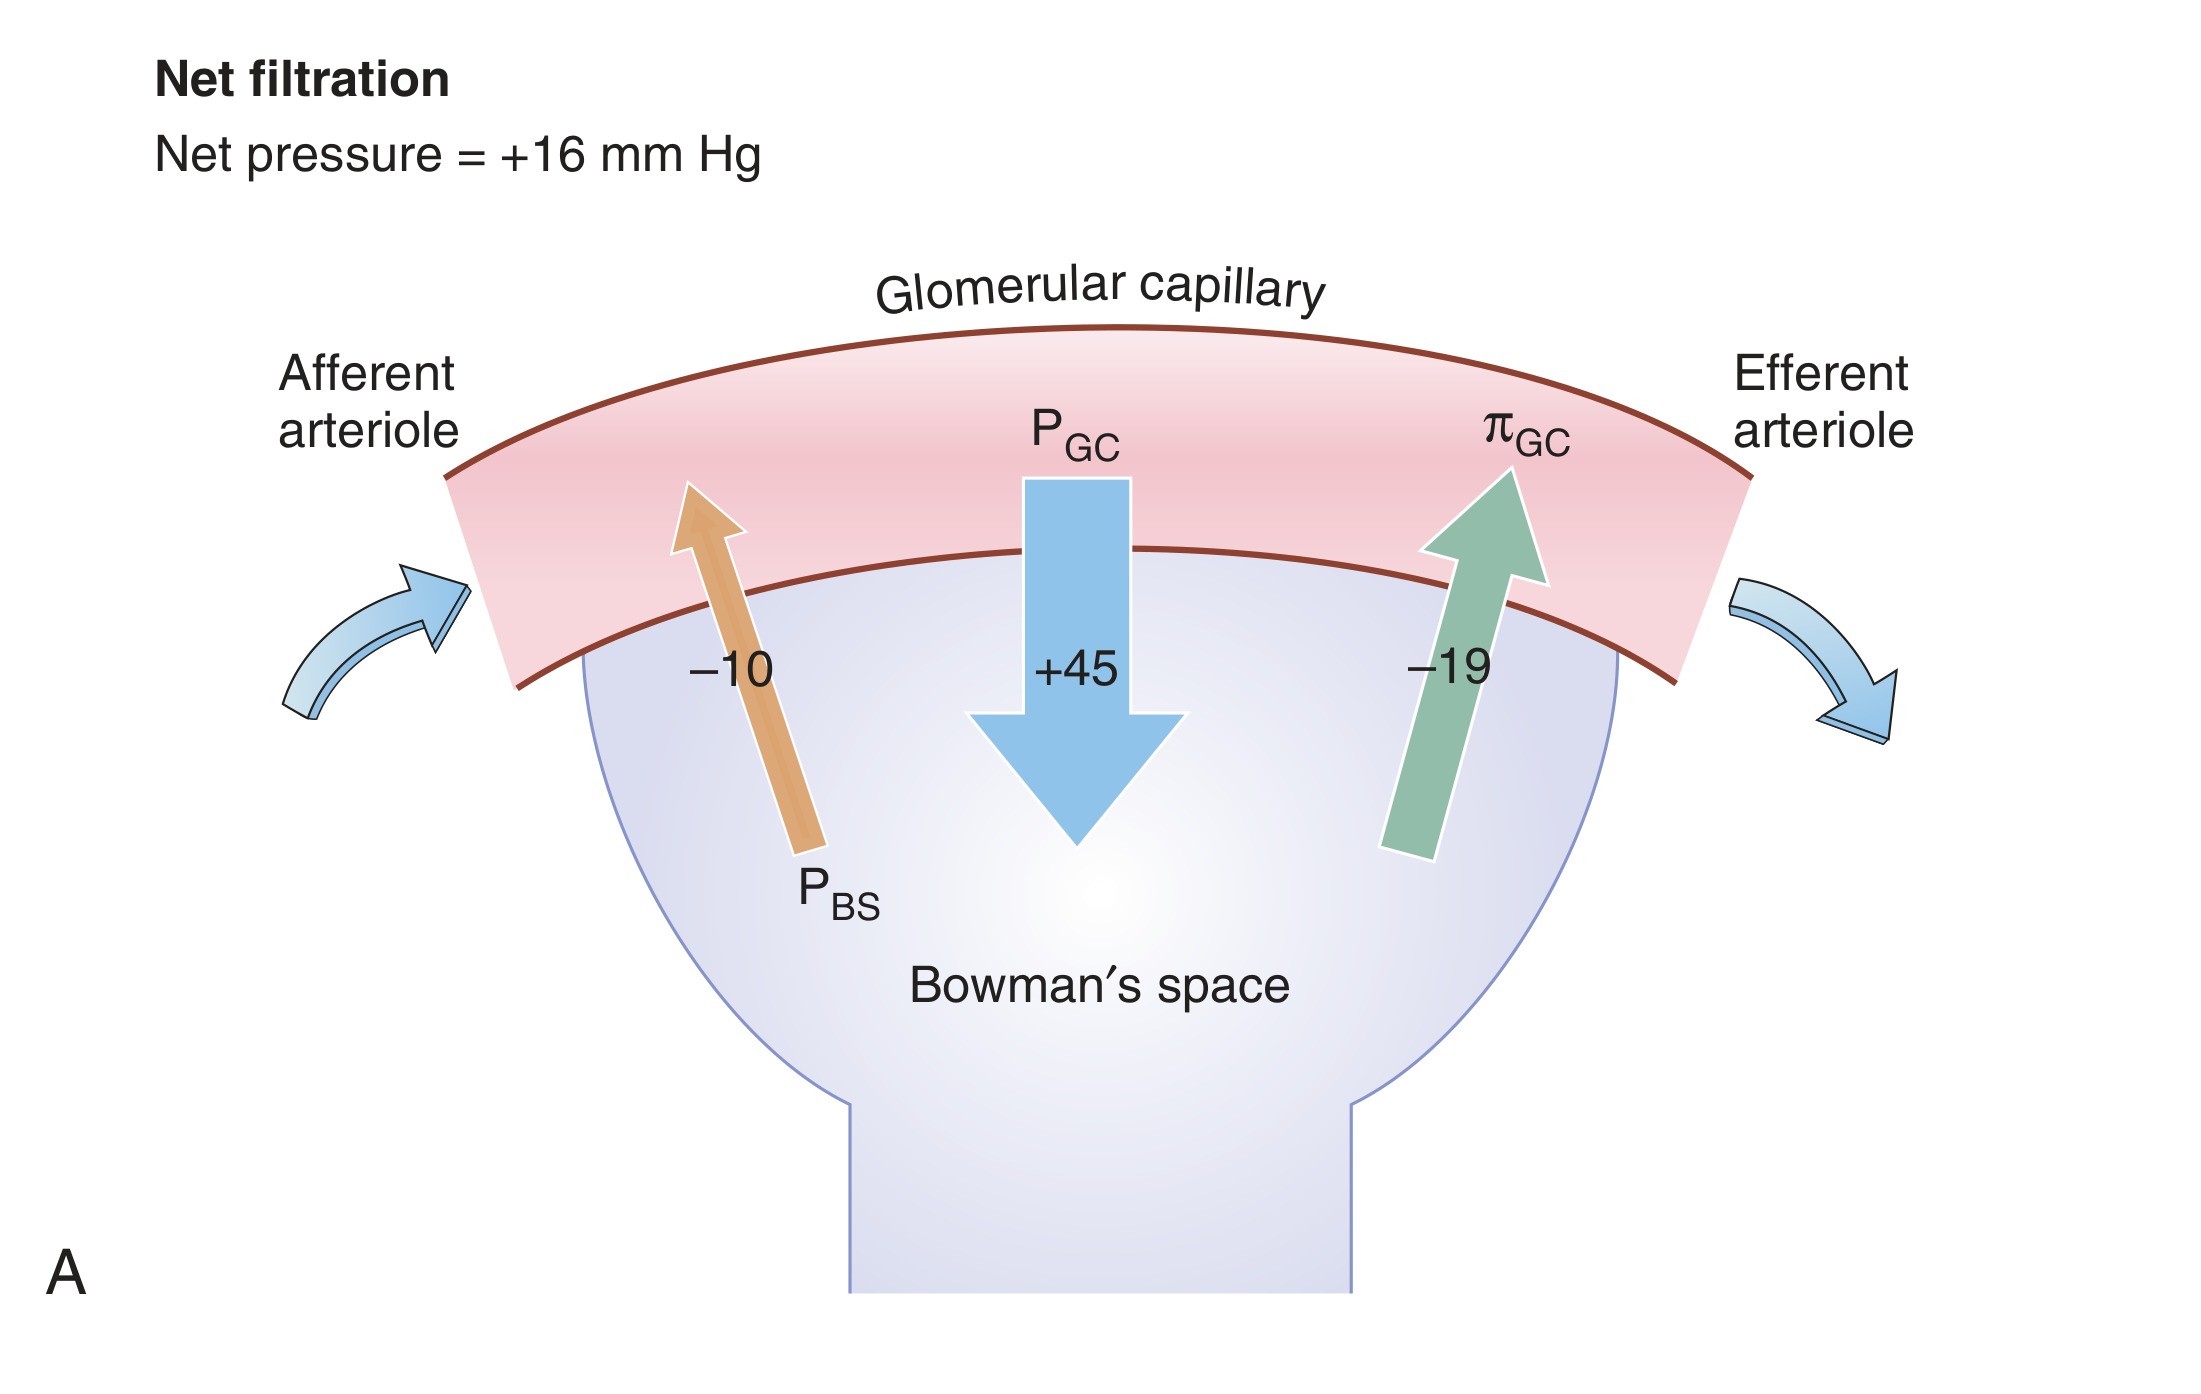 Net filtration
Net pressure = +16 mm Hg
Glomerular capillary
Afferent
arteriole
Efferent
arteriole
PGC
πGC
–10
+45
–19
PBS
Bowman′s space
A